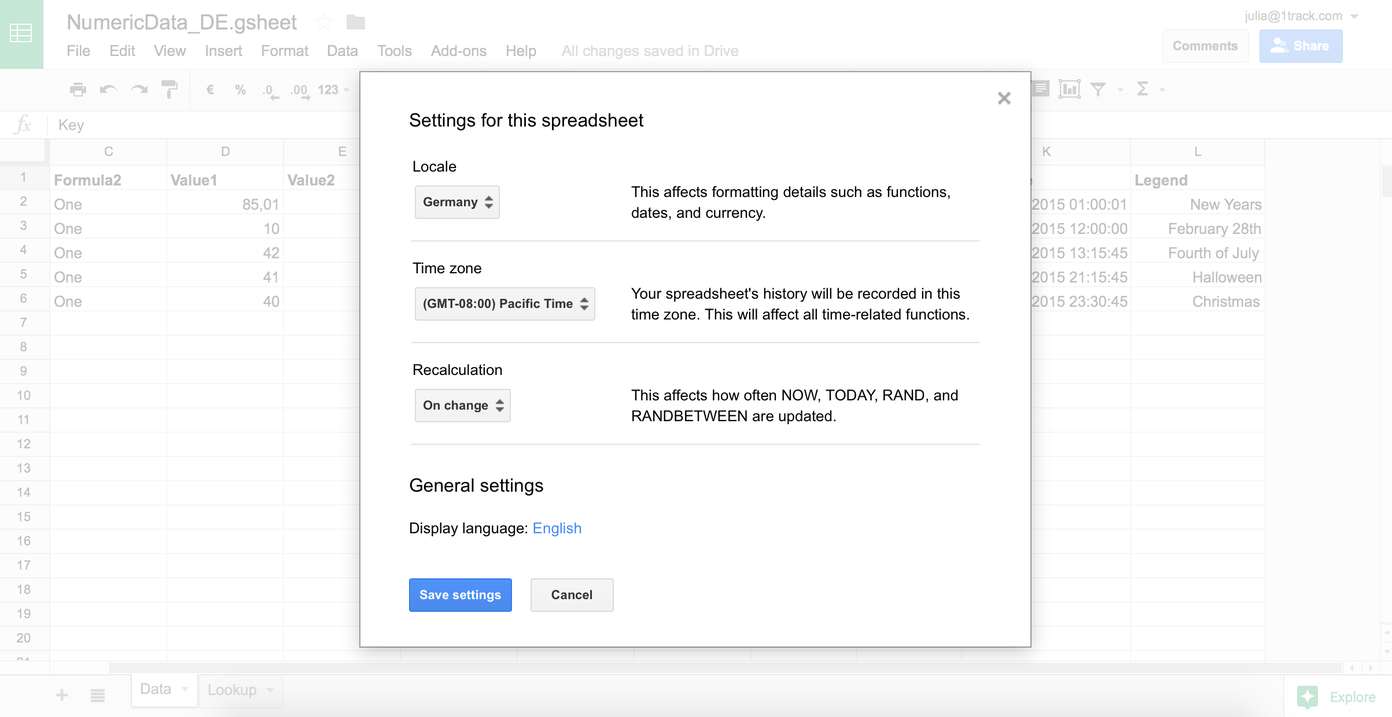 NumericData_DE.gsheet
julia@1track.com
File Edit View Insert Format Data Tools Add-ons Help All changes saved in Drive
Comments
Share
€ % .0 .00 123
Σ
fx Key
C D E K L
1 Formula2 Value1 Value2 Legend
2 One 85,01 2015 01:00:01 New Years
3 One 10 2015 12:00:00 February 28th
4 One 42 2015 13:15:45 Fourth of July
5 One 41 2015 21:15:45 Halloween
6 One 40 2015 23:30:45 Christmas
7
8
9
10
11
12
13
14
15
16
17
18
19
20
Settings for this spreadsheet
Locale
Germany
This affects formatting details such as functions,
dates, and currency.
Time zone
(GMT-08:00) Pacific Time
Your spreadsheet's history will be recorded in this
time zone. This will affect all time-related functions.
Recalculation
On change
This affects how often NOW, TODAY, RAND, and
RANDBETWEEN are updated.
General settings
Display language: English
Save settings Cancel
Data Lookup
Explore